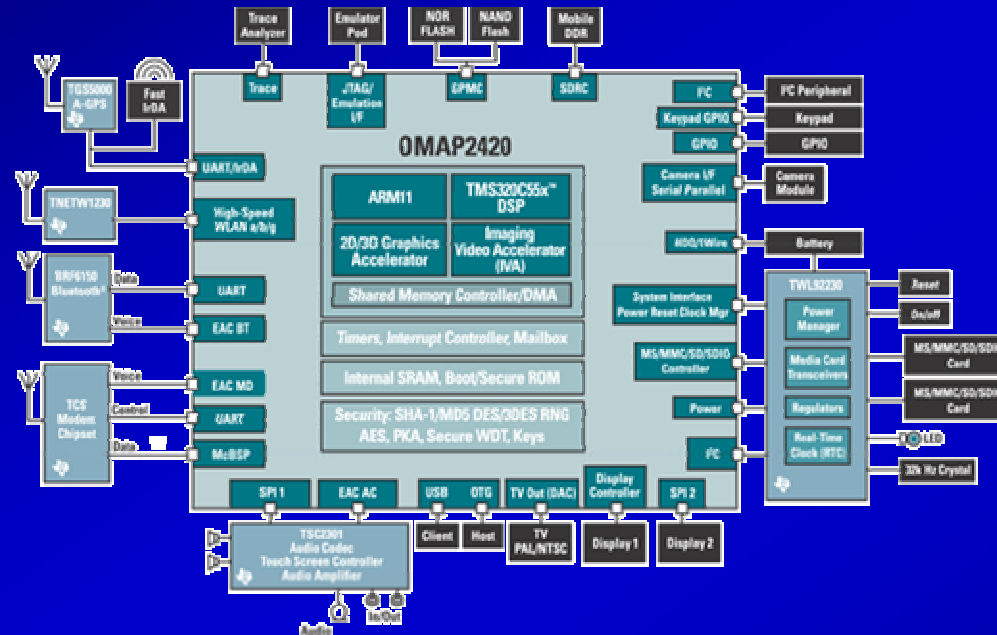 Trace
Analyzer
Emulator
Pod
NOR
FLASH
NAND
Flash
Mobile
DDR
TGS5000
A-GPS
Fast
IrDA
Trace
JTAG/
Emulation
I/F
GPMC
SDRC
I²C
I²C Peripheral
Keypad GPIO
Keypad
GPIO
GPIO
OMAP2420
UART/IrDA
Camera I/F
Serial Parallel
Camera
Module
ARM11
TMS320C55x™
DSP
TNETW1230
High-Speed
WLAN a/b/g
2D/3D Graphics
Accelerator
Imaging
Video Accelerator
(IVA)
HDQ/1Wire
Battery
BRF6150
Bluetooth®
Data
UART
Voice
EAC BT
Shared Memory Controller/DMA
System Interface
Power Reset Clock Mgr
TWL92230
Power
Manager
Reset
On/off
Timers, Interrupt Controller, Mailbox
MS/MMC/SD/SDIO
Controller
Media Card
Transceivers
MS/MMC/SD/SDIO
Card
Internal SRAM, Boot/Secure ROM
TCS
Modem
Chipset
Voice
EAC MD
Control
UART
Data
McBSP
Security: SHA-1/MD5 DES/3DES RNG
AES, PKA, Secure WDT, Keys
Power
Regulators
MS/MMC/SD/SDIO
Card
I²C
Real-Time
Clock (RTC)
LED
32k Hz Crystal
SPI 1
EAC AC
USB
OTG
TV Out (DAC)
Display
Controller
SPI 2
TSC2301
Audio Codec
Touch Screen Controller
Audio Amplifier
Client
Host
TV
PAL/NTSC
Display 1
Display 2
In/Out
Audio